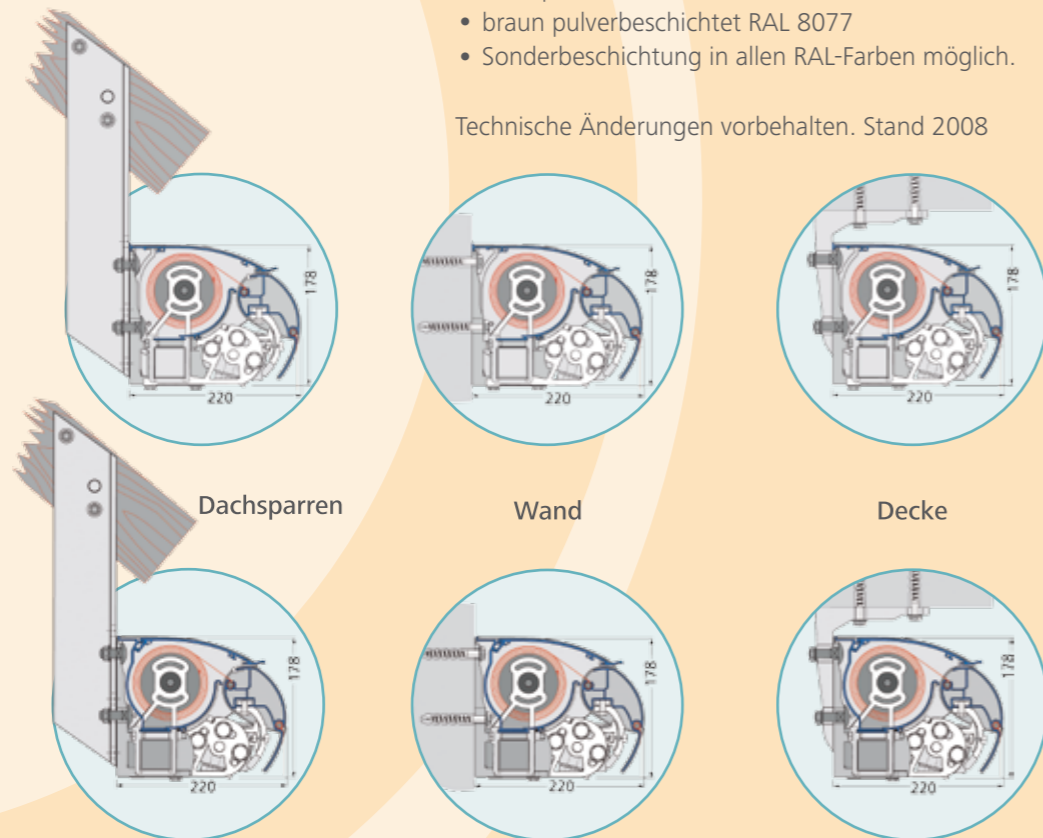 • braun pulverbeschichtet RAL 8077
• Sonderbeschichtung in allen RAL-Farben möglich.
Technische Änderungen vorbehalten. Stand 2008
178
220
178
220
178
220
Dachsparren
Wand
Decke
178
220
178
220
178
220